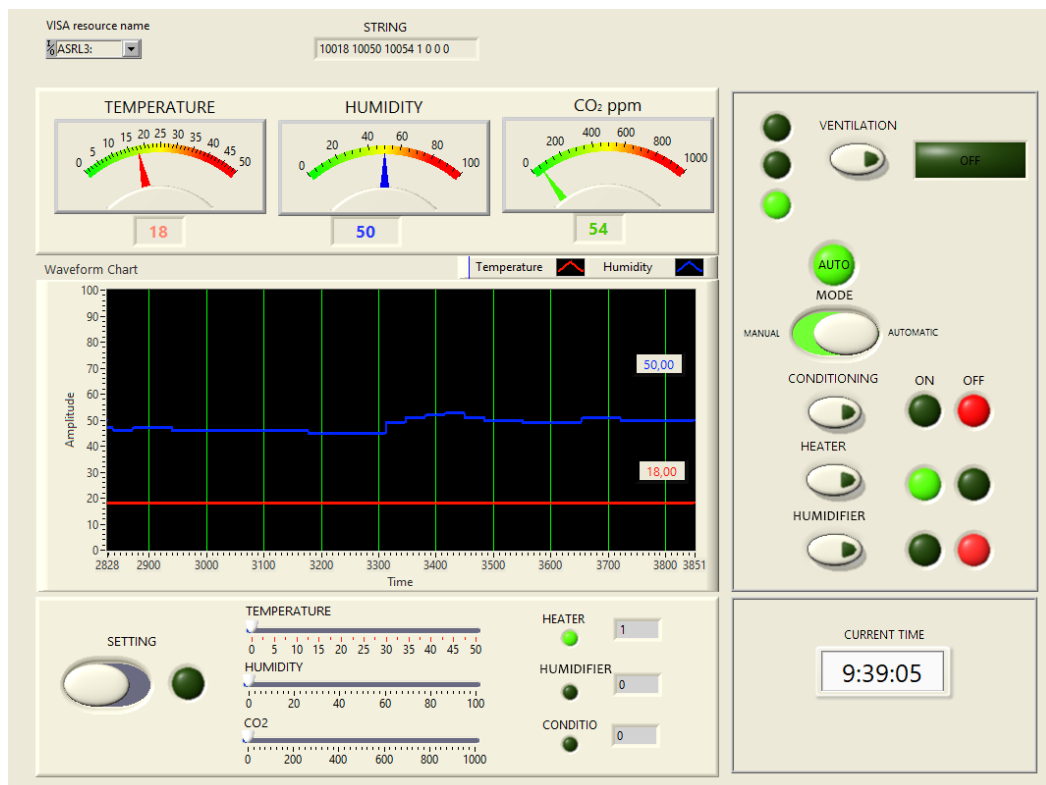 VISA resource name
ASRL3:
STRING
10018 10050 10054 1 0 0 0
TEMPERATURE
0 5 10 15 20 25 30 35 40 45 50
18
HUMIDITY
0 20 40 60 80 100
50
CO₂ ppm
0 200 400 600 800 1000
54
VENTILATION
OFF
AUTO
MODE
MANUAL AUTOMATIC
CONDITIONING ON OFF
HEATER
HUMIDIFIER
Waveform Chart
Temperature Humidity
Amplitude
100
90
80
70
60
50
40
30
20
10
0
50,00
18,00
2828 2900 3000 3100 3200 3300 3400 3500 3600 3700 3800 3851
Time
SETTING
TEMPERATURE
0 5 10 15 20 25 30 35 40 45 50
HUMIDITY
0 20 40 60 80 100
CO2
0 200 400 600 800 1000
HEATER
1
HUMIDIFIER
0
CONDITIO
0
CURRENT TIME
9:39:05